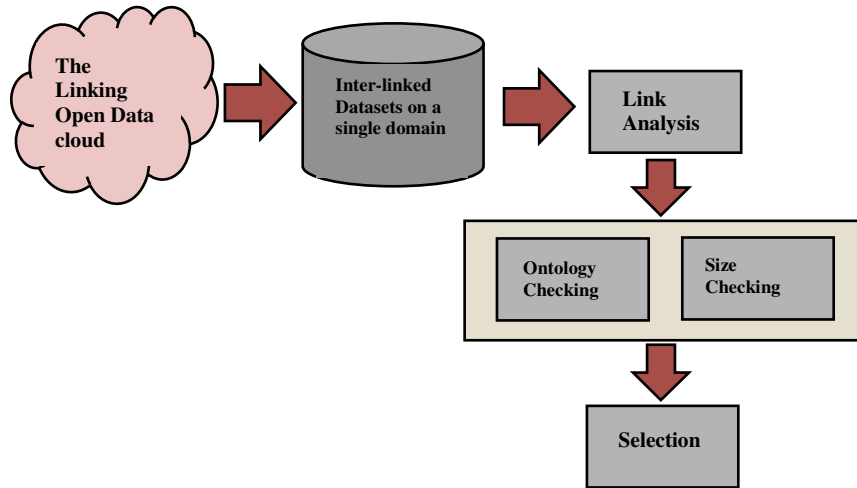 The
Linking
Open Data
cloud
Inter-linked
Datasets on a
single domain
Link
Analysis
Ontology
Checking
Size
Checking
Selection